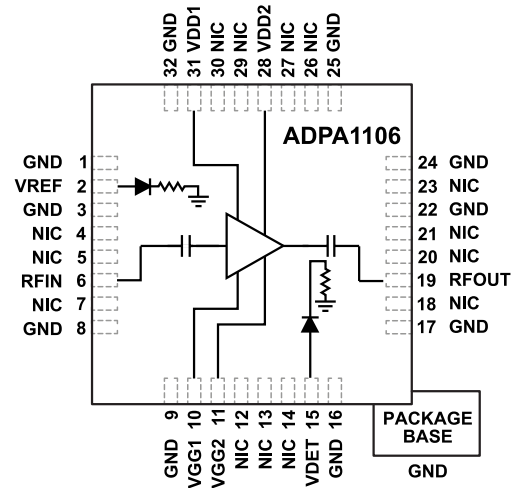 32 GND
31 VDD1
30 NIC
29 NIC
28 VDD2
27 NIC
26 NIC
25 GND
ADPA1106
GND 1
VREF 2
GND 3
NIC 4
NIC 5
RFIN 6
NIC 7
GND 8
24 GND
23 NIC
22 GND
21 NIC
20 NIC
19 RFOUT
18 NIC
17 GND
GND 9
VGG1 10
VGG2 11
NIC 12
NIC 13
NIC 14
VDET 15
GND 16
PACKAGE
BASE
GND